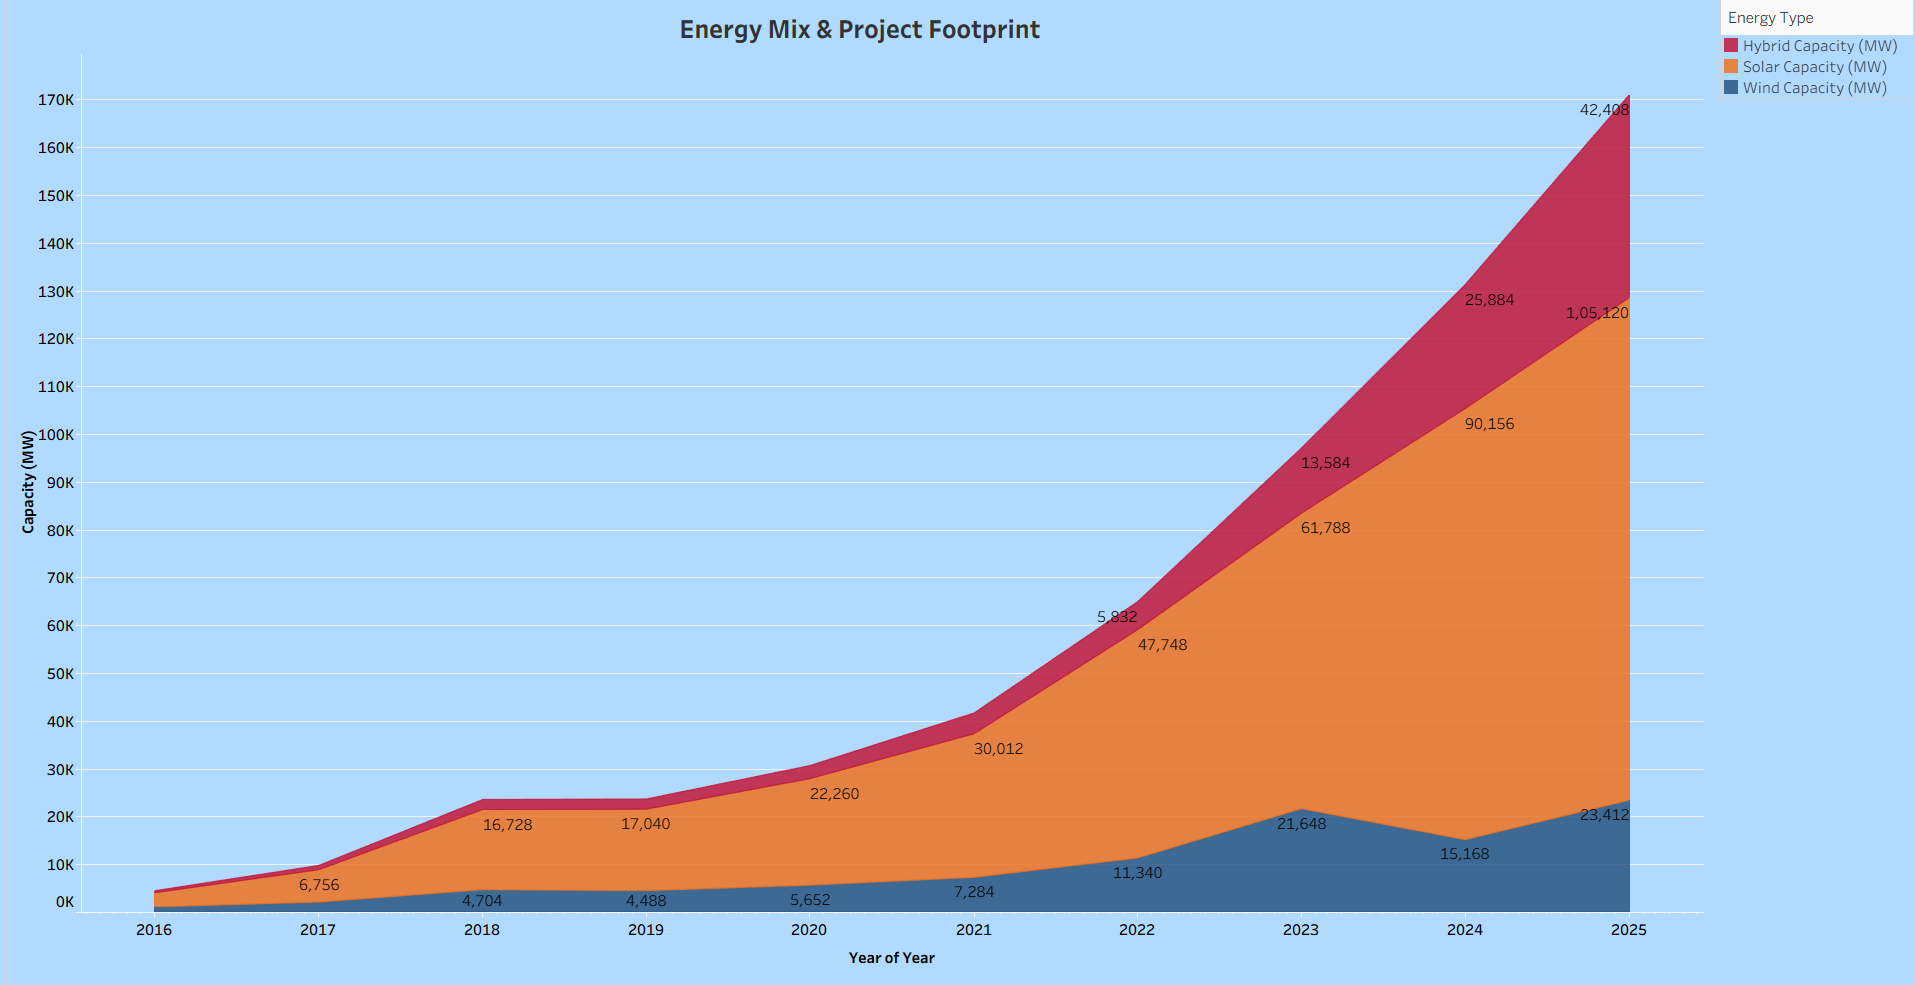 Energy Mix & Project Footprint
Energy Type
Hybrid Capacity (MW)
Solar Capacity (MW)
Wind Capacity (MW)
Capacity (MW)
170K
160K
150K
140K
130K
120K
110K
100K
90K
80K
70K
60K
50K
40K
30K
20K
10K
0K
42,408
25,884
1,05,120
90,156
13,584
61,788
5,832
47,748
30,012
22,260
16,728
17,040
6,756
4,704
4,488
5,652
7,284
11,340
21,648
15,168
23,412
2016
2017
2018
2019
2020
2021
2022
2023
2024
2025
Year of Year